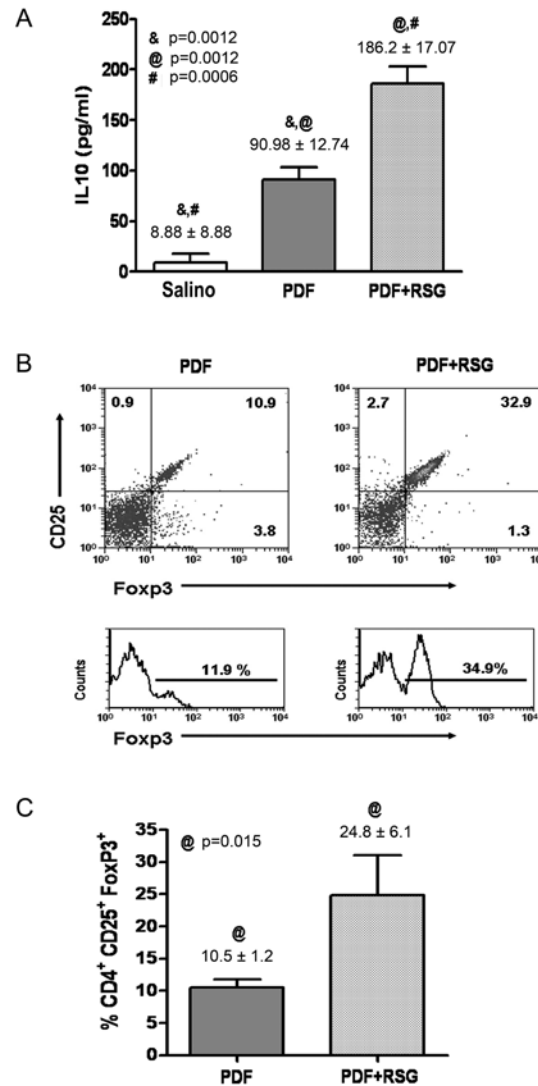 A
& p=0.0012
@ p=0.0012
# p=0.0006
@,#
186.2 ± 17.07
&,@
90.98 ± 12.74
&,#
8.88 ± 8.88
IL10 (pg/ml)
250
200
150
100
50
0
Salino PDF PDF+RSG
B
PDF PDF+RSG
0.9 10.9
3.8
2.7 32.9
1.3
CD25
10⁴
10³
10²
10¹
10⁰
10⁰ 10¹ 10² 10³ 10⁴
10⁴
10³
10²
10¹
10⁰
10⁰ 10¹ 10² 10³ 10⁴
Foxp3
Counts
11.9 %
10⁰ 10¹ 10² 10³ 10⁴
Counts
34.9%
10⁰ 10¹ 10² 10³ 10⁴
Foxp3
C
@ p=0.015
@
24.8 ± 6.1
@
10.5 ± 1.2
% CD4⁺ CD25⁺ FoxP3⁺
35
30
25
20
15
10
5
0
PDF PDF+RSG